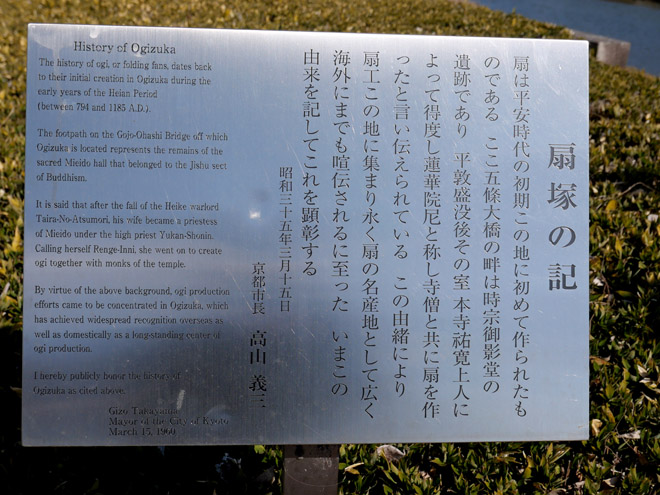 History of Ogizuka
The history of ogi, or folding fans, dates back
to their initial creation in Ogizuka during the
early years of the Heian Period
(between 794 and 1185 A.D.).
The footpath on the Gojo-Ohashi Bridge off which
Ogizuka is located represents the remains of the
sacred Mieido hall that belonged to the Jishu sect
of Buddhism.
It is said that after the fall of the Heike warlord
Taira-No-Atsumori, his wife became a priestess
of Mieido under the high priest Yukan-Shonin.
Calling herself Renge-Inni, she went on to create
ogi together with monks of the temple.
By virtue of the above background, ogi production
efforts came to be concentrated in Ogizuka, which
has achieved widespread recognition overseas as
well as domestically as a long-standing center of
ogi production.
I hereby publicly honor the history of
Ogizuka as cited above.
Gizo Takayama
Mayor of the City of Kyoto
March 15, 1960
扇塚の記
扇は平安時代の初期この地に初めて作られたも
のである ここ五條大橋の畔は時宗御影堂の
遺跡であり 平敦盛没後その室 本寺祐寛上人に
よって得度し蓮華院尼と称し寺僧と共に扇を作
ったと言い伝えられている この由緒により
扇工この地に集まり永く扇の名産地として広く
海外にまでも喧伝されるに至った いまこの
由来を記してこれを顕彰する
昭和三十五年三月十五日
京都市長 高山義三